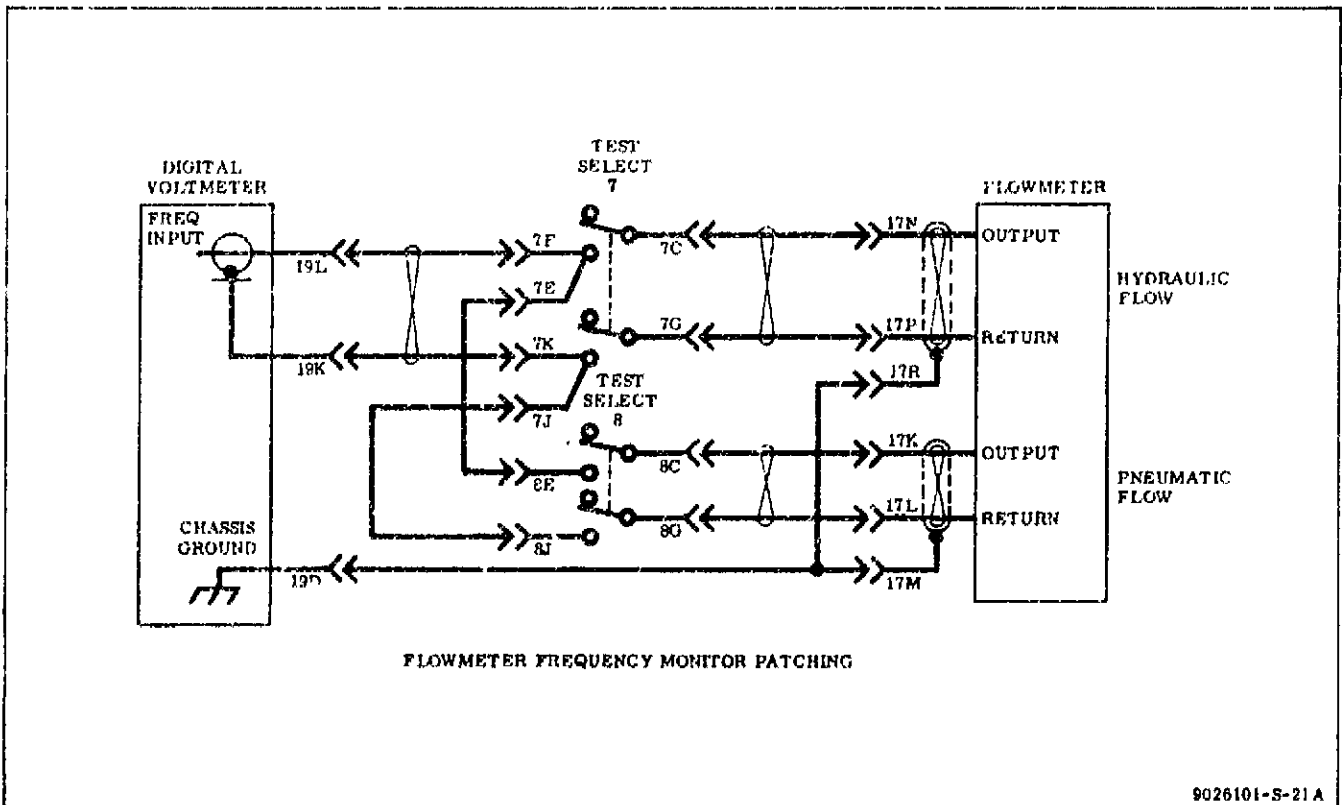 TEST
SELECT
7
DIGITAL
VOLTMETER
FLOWMETER
FREQ
INPUT
19L
7F
7C
17N
OUTPUT
7E
HYDRAULIC
FLOW
19K
7K
7G
17P
RETURN
7J
TEST
SELECT
8
17R
8E
8C
17K
OUTPUT
PNEUMATIC
FLOW
CHASSIS
GROUND
8J
8G
17L
RETURN
19D
17M
FLOWMETER FREQUENCY MONITOR PATCHING
9026101-S-21A